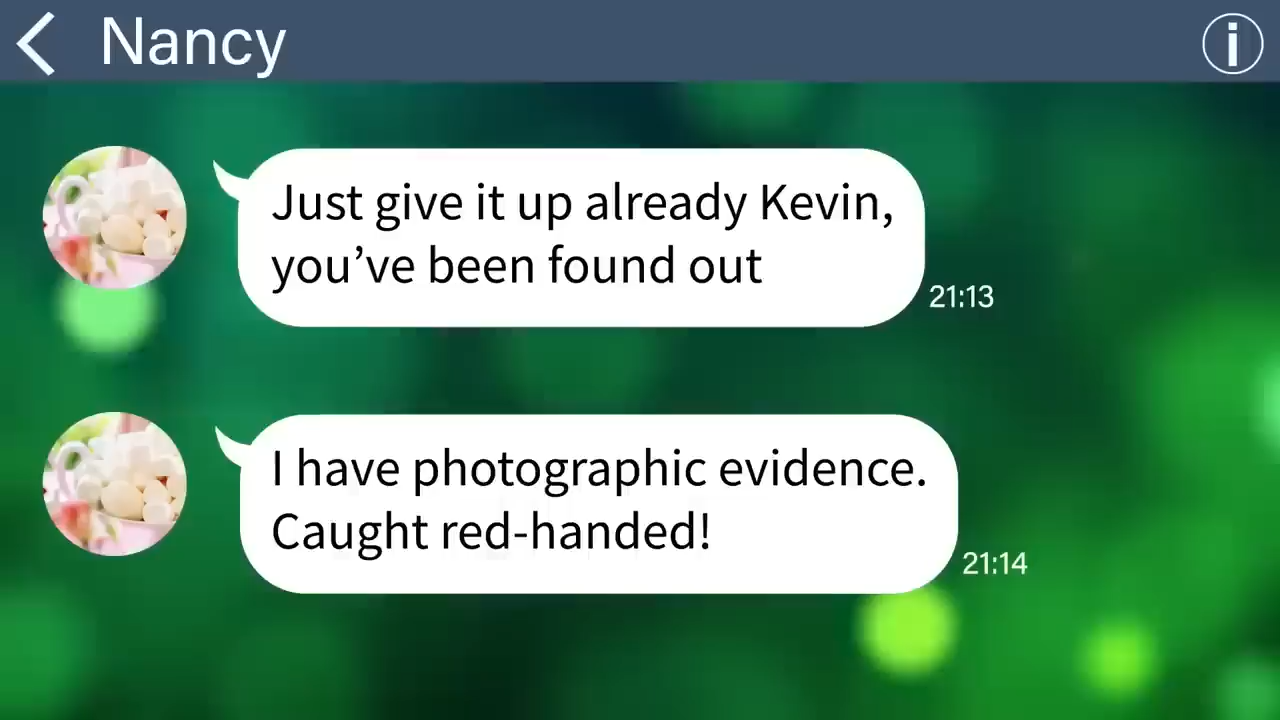 Nancy
Just give it up already Kevin,
you’ve been found out
21:13
I have photographic evidence.
Caught red-handed!
21:14